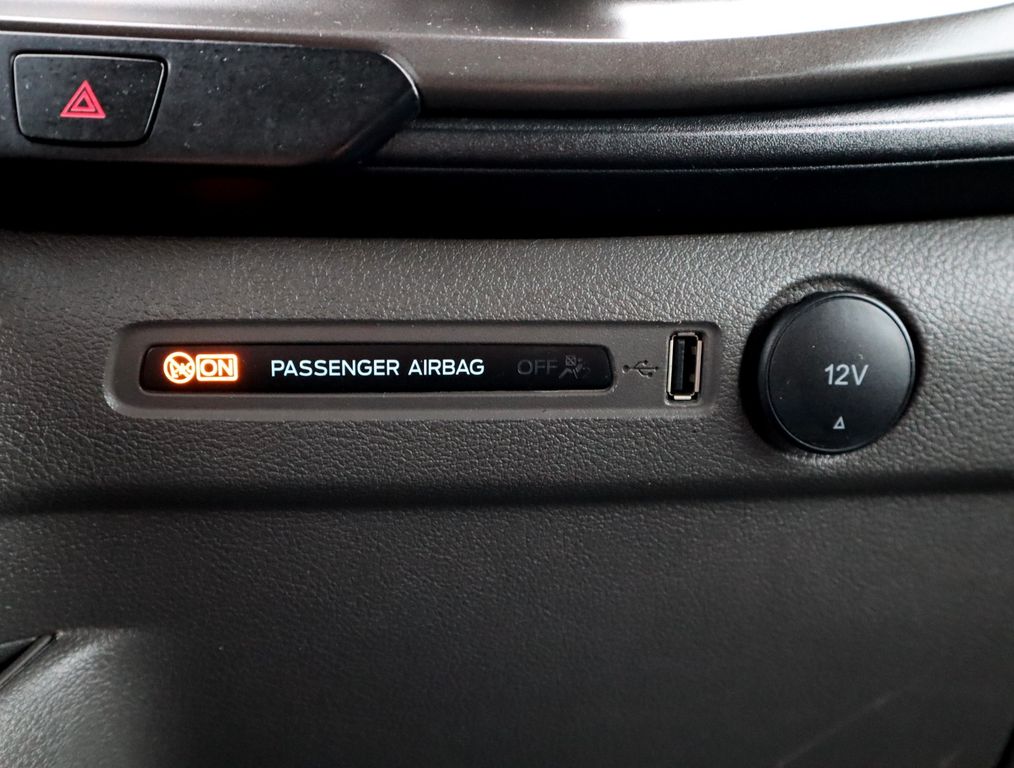 ON PASSENGER AIRBAG OFF
12V